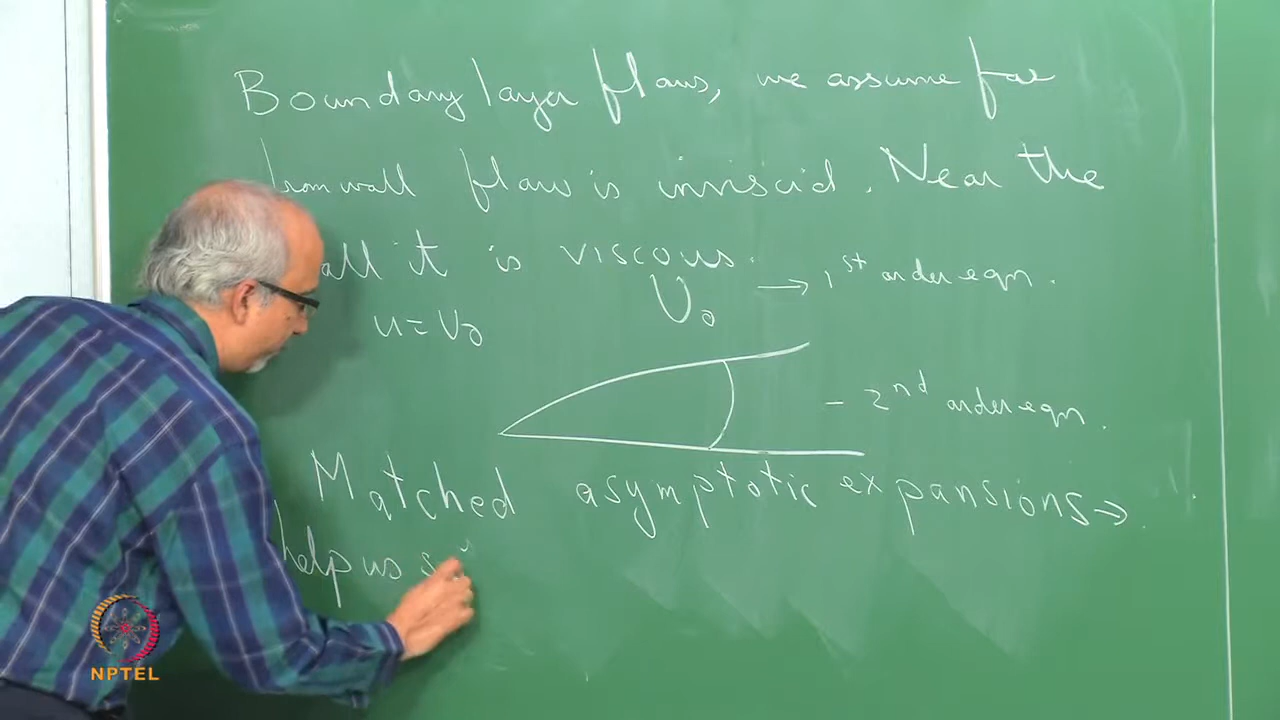 Boundary layer flows, we assume far
from wall flow is inviscid. Near the
all it is viscous.
U₀ → 1st order eqn.
u = U₀
- 2nd order eqn.
Matched asymptotic expansions →
help us s
NPTEL